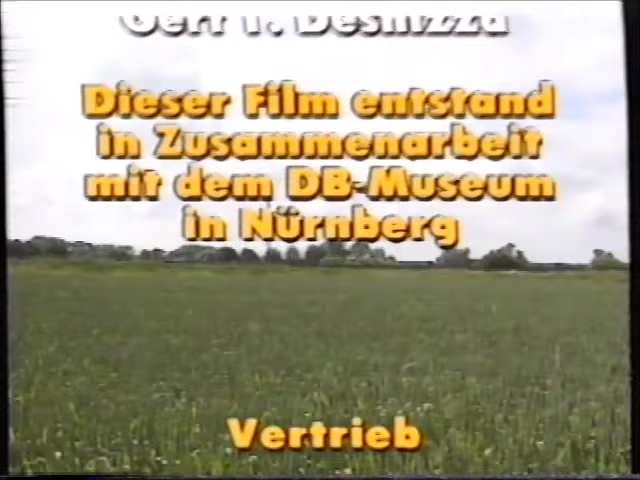 Dieser Film entstand
in Zusammenarbeit
mit dem DB-Museum
in Nürnberg
Vertrieb